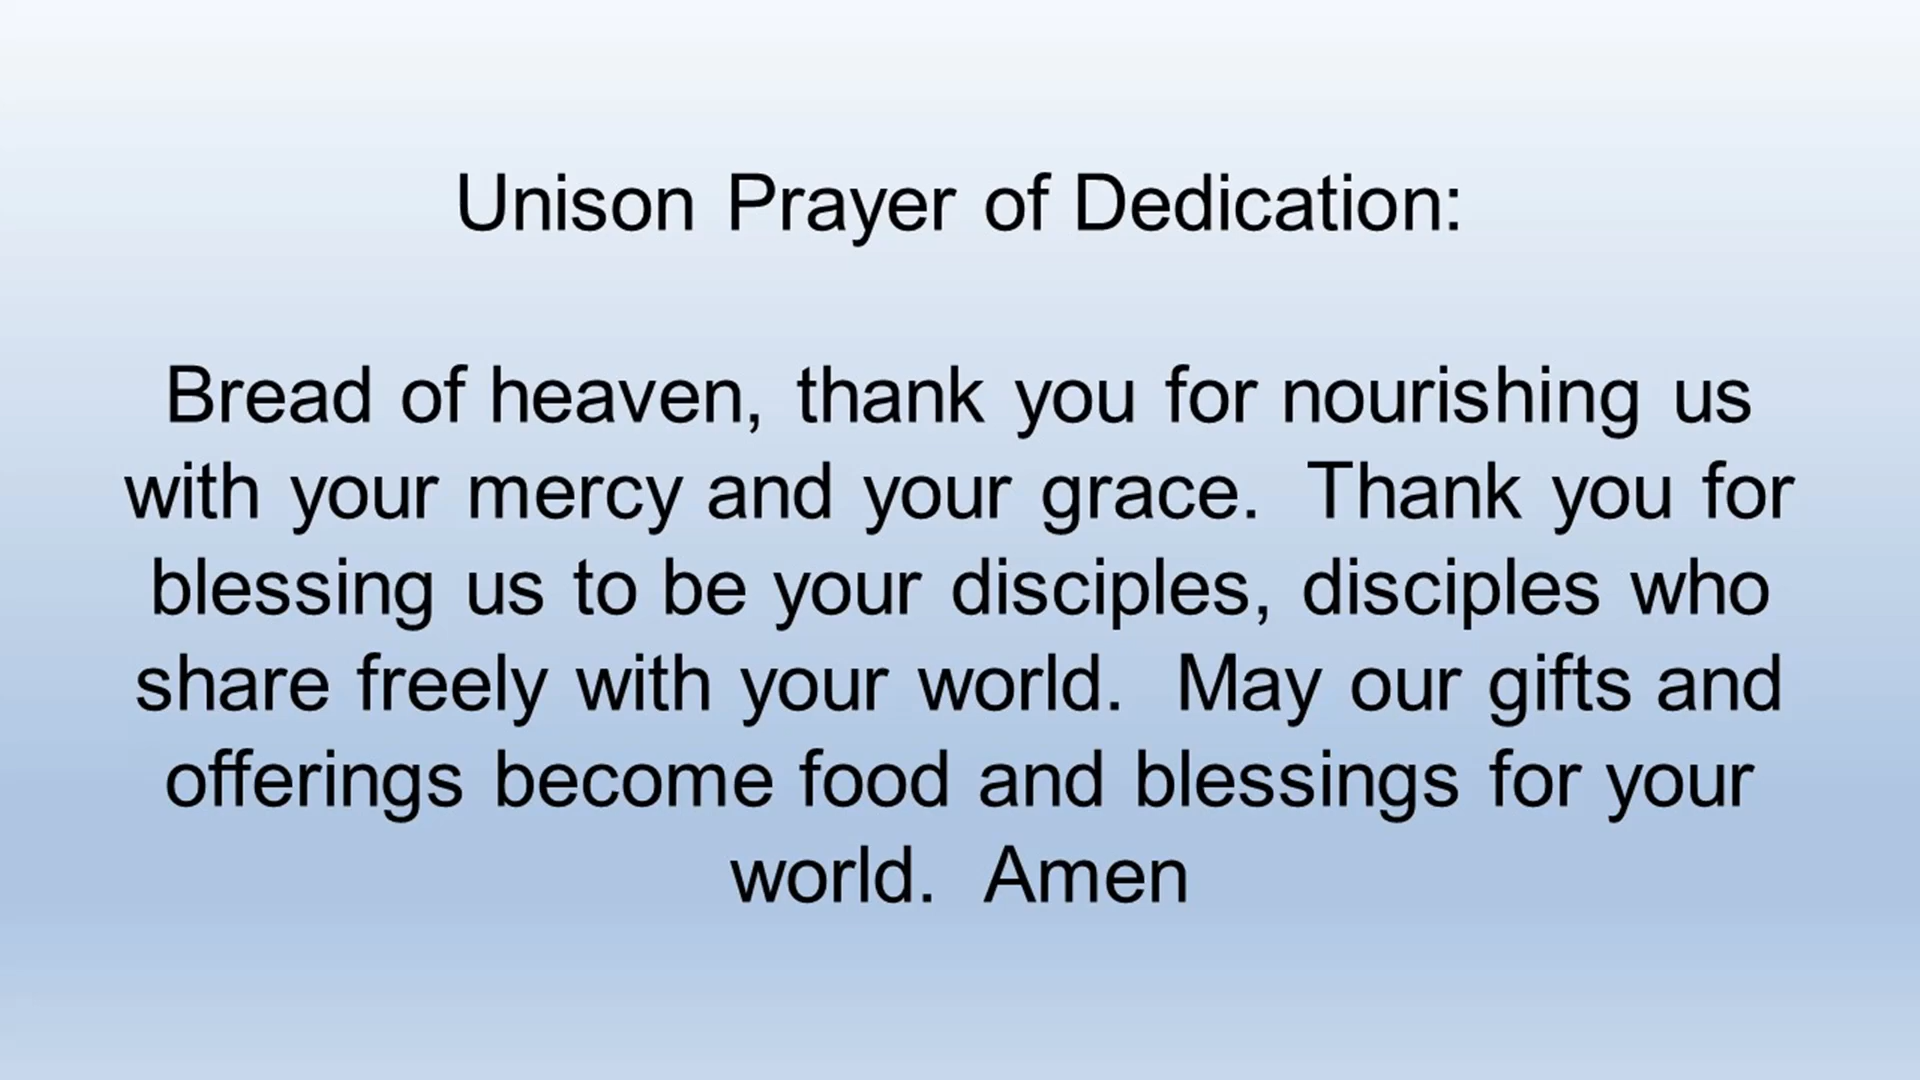 Unison Prayer of Dedication:
Bread of heaven, thank you for nourishing us
with your mercy and your grace.  Thank you for
blessing us to be your disciples, disciples who
share freely with your world.  May our gifts and
offerings become food and blessings for your
world.  Amen